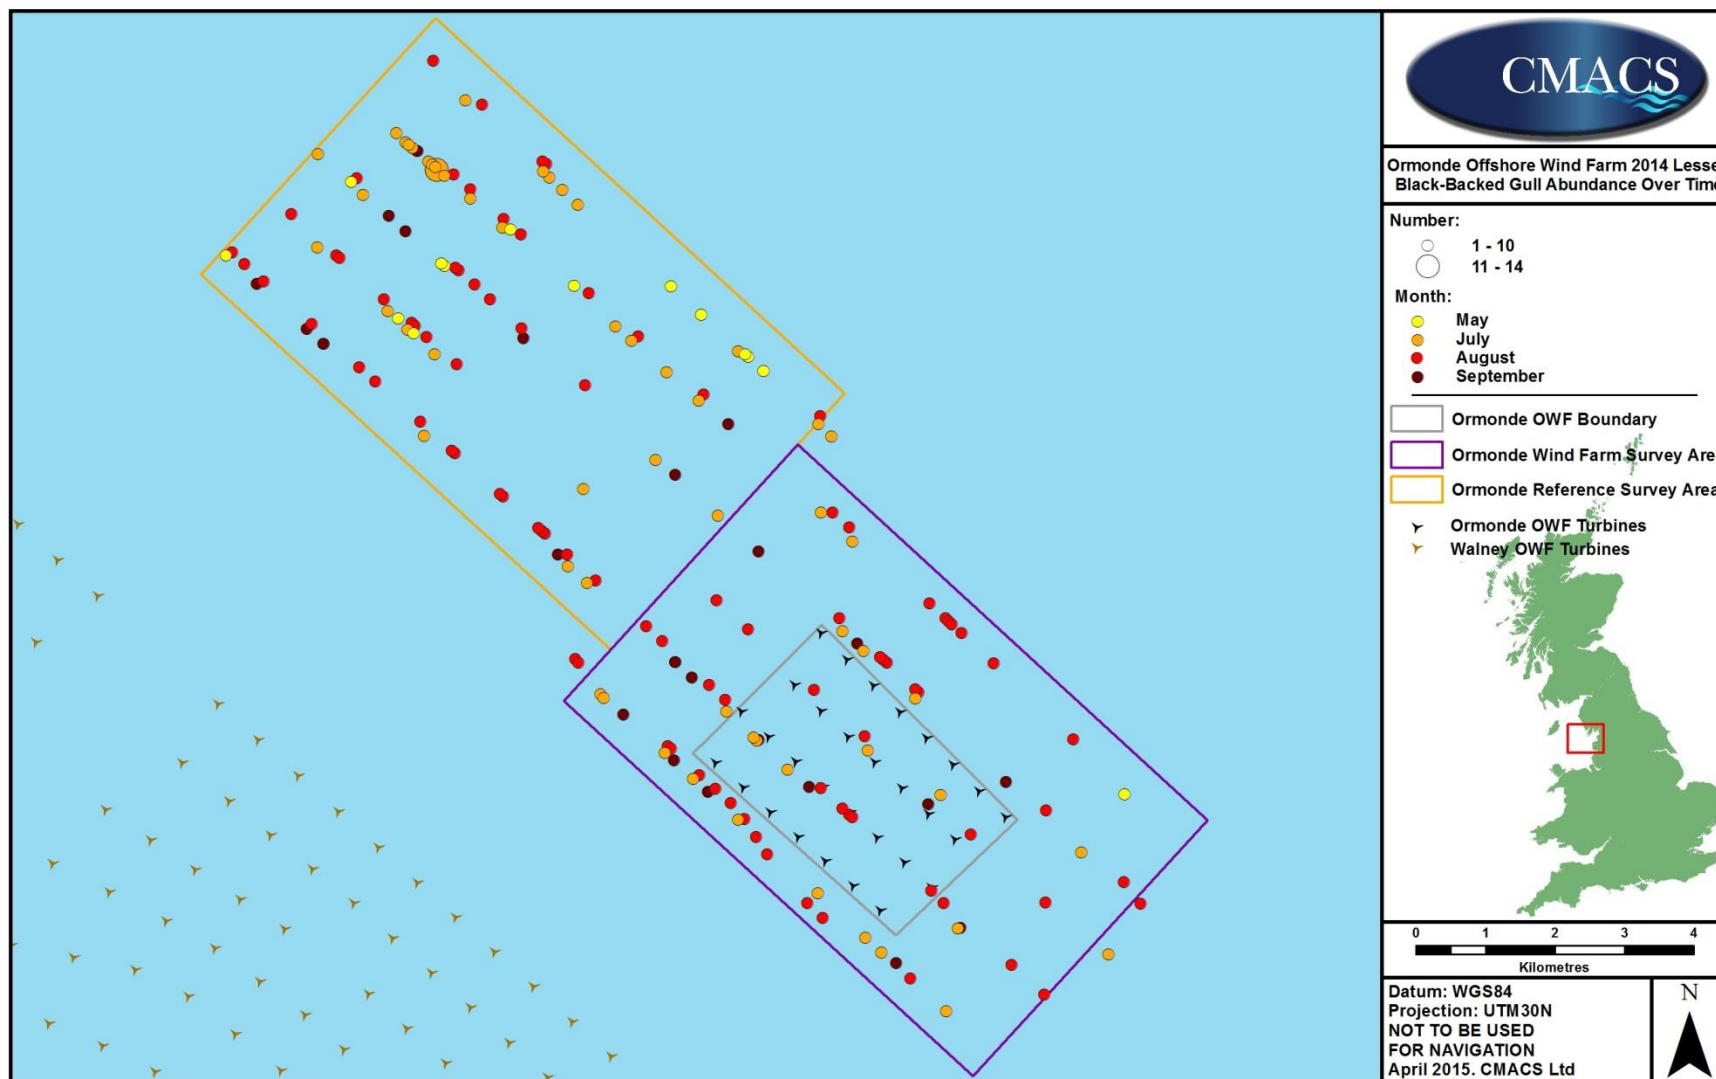 CMACS
Ormonde Offshore Wind Farm 2014 Lesse
Black-Backed Gull Abundance Over Time
Number:
1 - 10
11 - 14
Month:
May
July
August
September
Ormonde OWF Boundary
Ormonde Wind Farm Survey Area
Ormonde Reference Survey Area
Ormonde OWF Turbines
Walney OWF Turbines
0 1 2 3 4
Kilometres
Datum: WGS84
Projection: UTM30N
NOT TO BE USED
FOR NAVIGATION
April 2015. CMACS Ltd
N